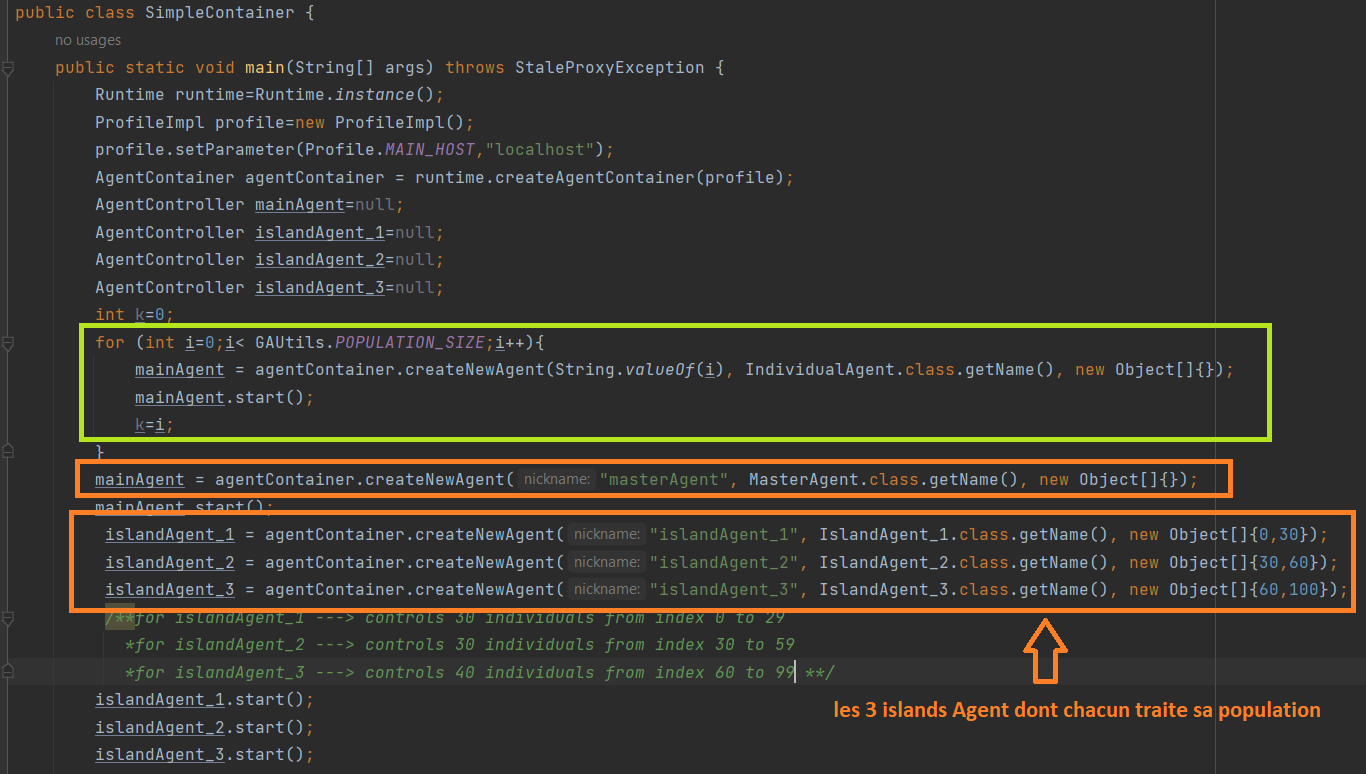 public class SimpleContainer {
no usages
public static void main(String[] args) throws StaleProxyException {
Runtime runtime=Runtime.instance();
ProfileImpl profile=new ProfileImpl();
profile.setParameter(Profile.MAIN_HOST,"localhost");
AgentContainer agentContainer = runtime.createAgentContainer(profile);
AgentController mainAgent=null;
AgentController islandAgent_1=null;
AgentController islandAgent_2=null;
AgentController islandAgent_3=null;
int k=0;
for (int i=0;i< GAUtils.POPULATION_SIZE;i++){
mainAgent = agentContainer.createNewAgent(String.valueOf(i), IndividualAgent.class.getName(), new Object[]{});
mainAgent.start();
k=i;
}
mainAgent = agentContainer.createNewAgent( nickname: "masterAgent", MasterAgent.class.getName(), new Object[]{});
mainAgent.start();
islandAgent_1 = agentContainer.createNewAgent( nickname: "islandAgent_1", IslandAgent_1.class.getName(), new Object[]{0,30});
islandAgent_2 = agentContainer.createNewAgent( nickname: "islandAgent_2", IslandAgent_2.class.getName(), new Object[]{30,60});
islandAgent_3 = agentContainer.createNewAgent( nickname: "islandAgent_3", IslandAgent_3.class.getName(), new Object[]{60,100});
/**for islandAgent_1 ---> controls 30 individuals from index 0 to 29
*for islandAgent_2 ---> controls 30 individuals from index 30 to 59
*for islandAgent_3 ---> controls 40 individuals from index 60 to 99 **/
islandAgent_1.start();
les 3 islands Agent dont chacun traite sa population
islandAgent_2.start();
islandAgent_3.start();